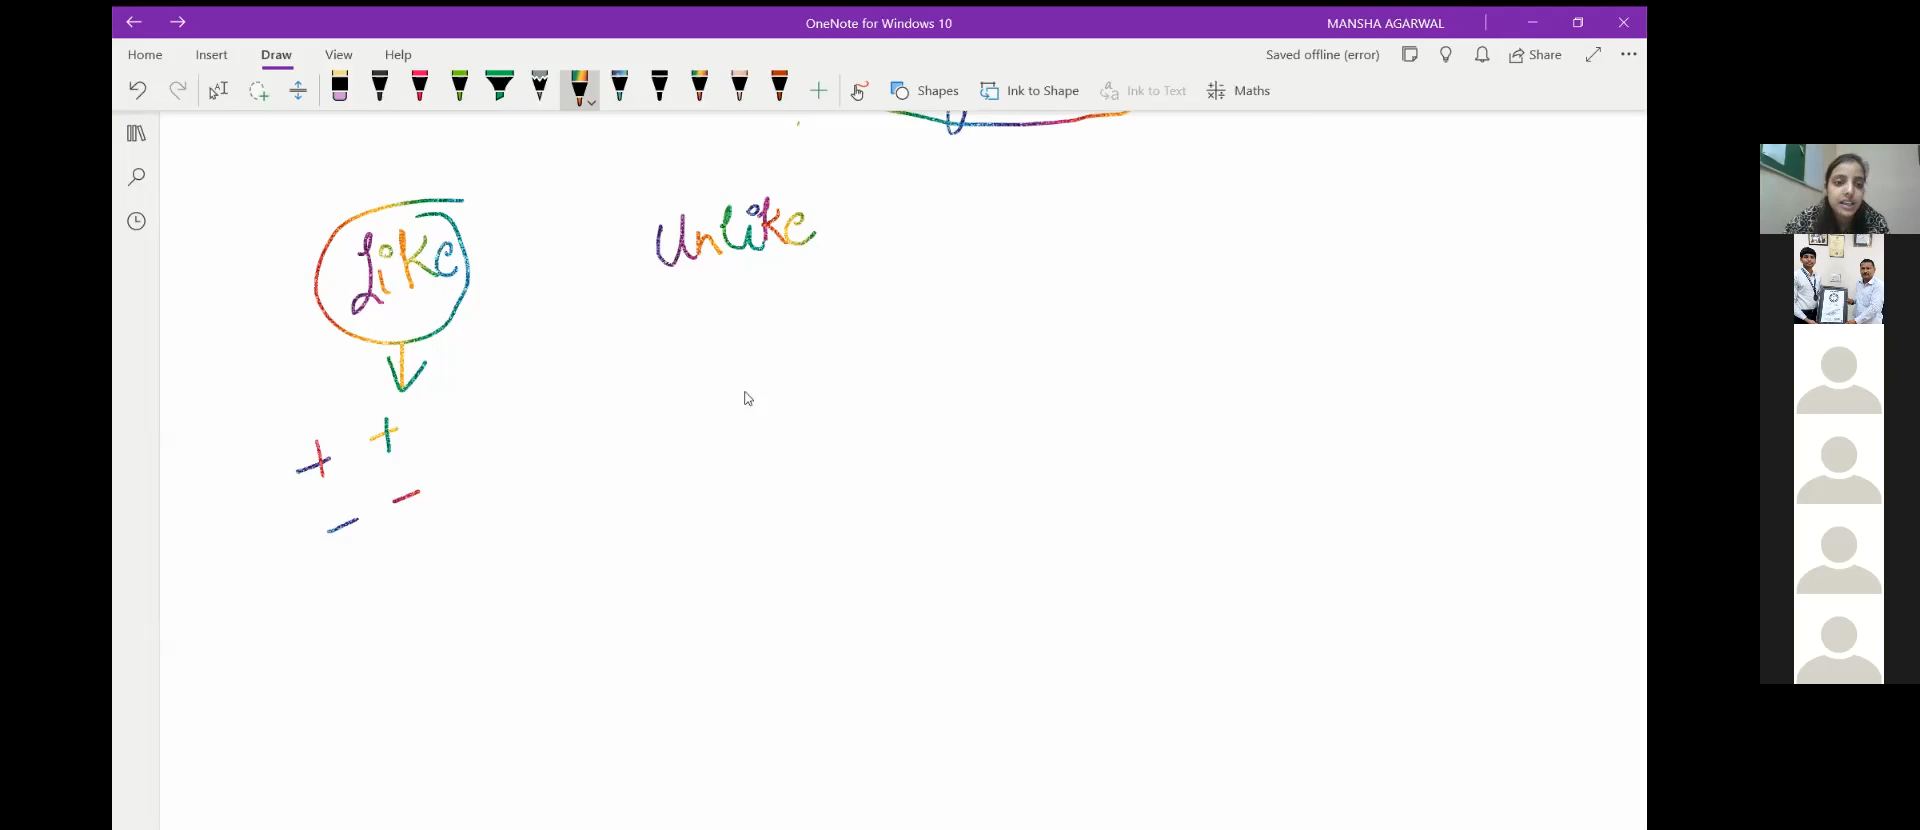 OneNote for Windows 10
MANSHA AGARWAL
Home Insert Draw View Help
Saved offline (error)
Share
Shapes
Ink to Shape
Ink to Text
Maths
Like
Unlike
+ +
- -